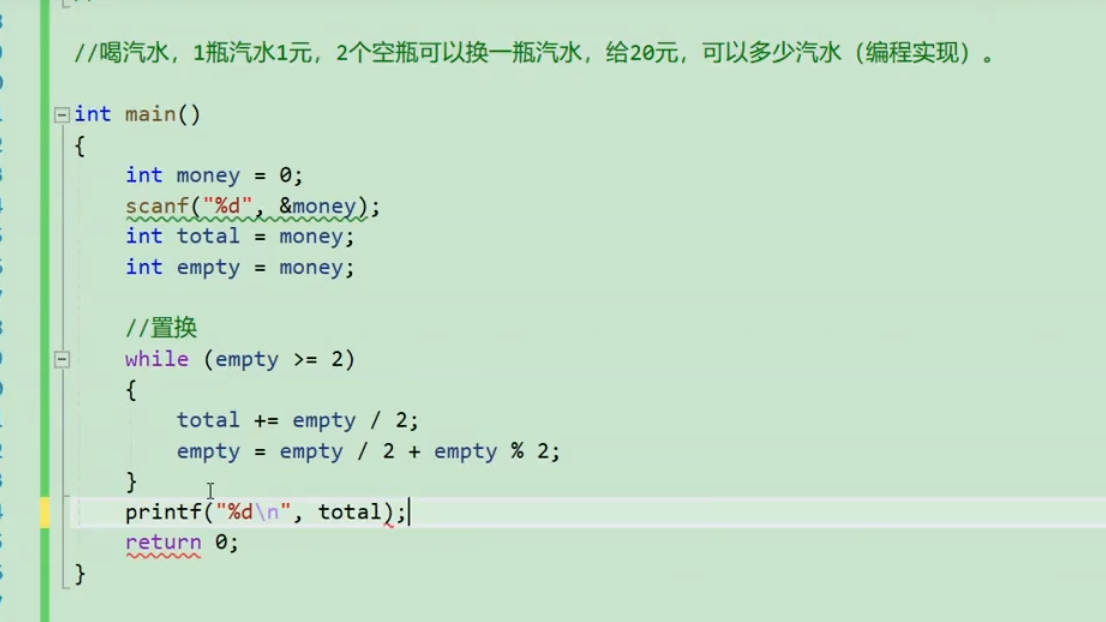 //喝汽水，1瓶汽水1元，2个空瓶可以换一瓶汽水，给20元，可以多少汽水（编程实现）。
int main()
{
int money = 0;
scanf("%d", &money);
int total = money;
int empty = money;
//置换
while (empty >= 2)
{
total += empty / 2;
empty = empty / 2 + empty % 2;
}
printf("%d\n", total);
return 0;
}